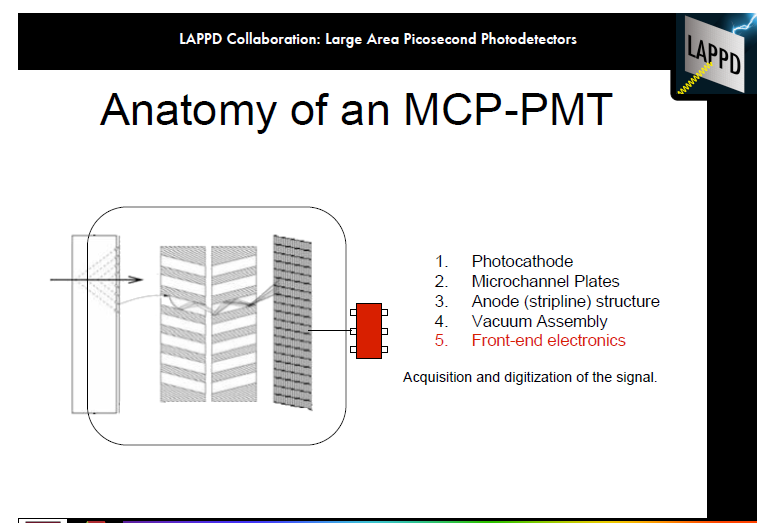 LAPPD Collaboration: Large Area Picosecond Photodetectors
LAPPD
Anatomy of an MCP-PMT
1. Photocathode
2. Microchannel Plates
3. Anode (stripline) structure
4. Vacuum Assembly
5. Front-end electronics
Acquisition and digitization of the signal.